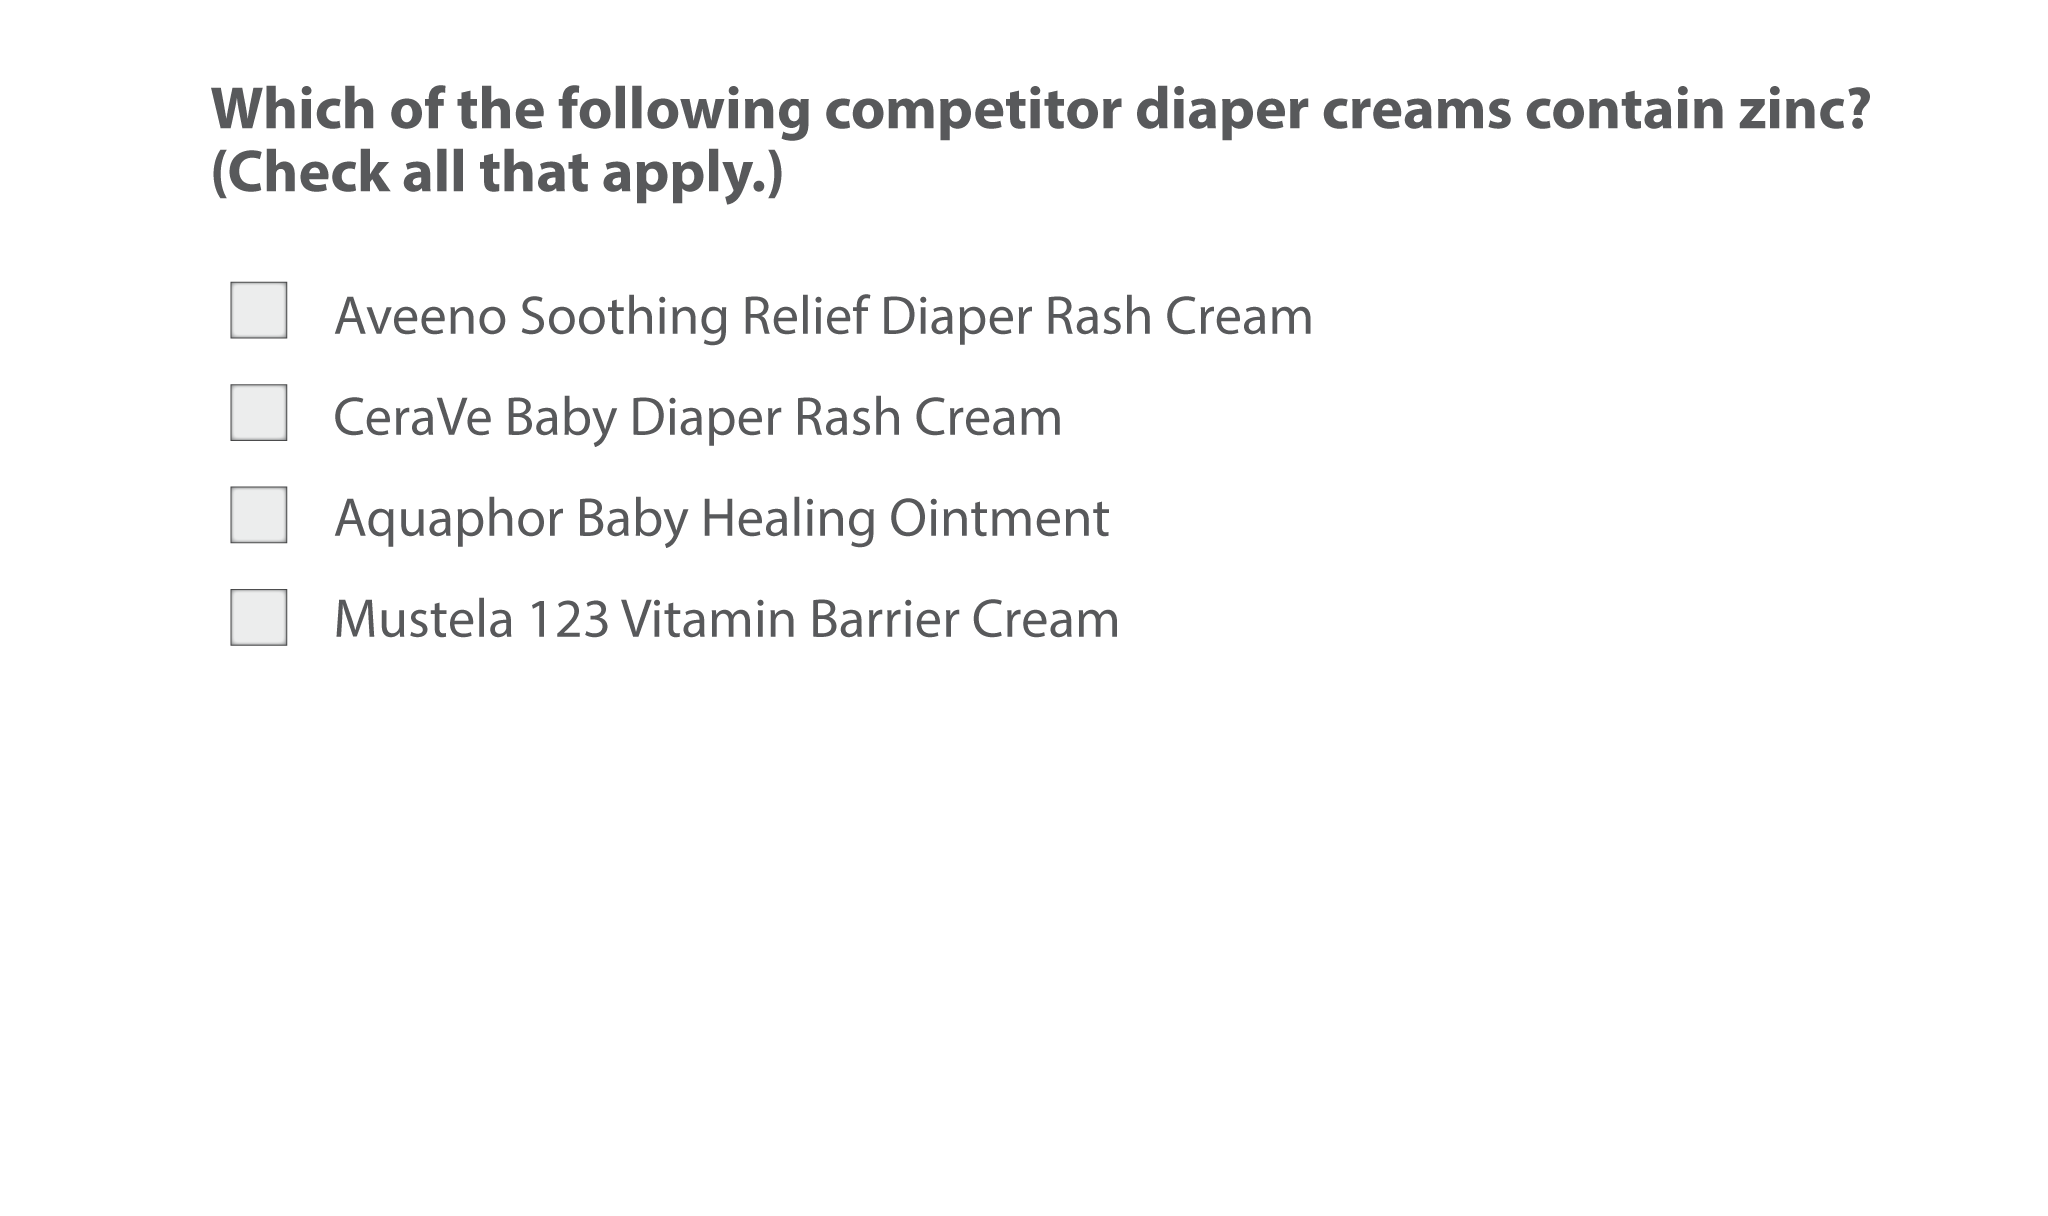 Which of the following competitor diaper creams contain zinc?
(Check all that apply.)
Aveeno Soothing Relief Diaper Rash Cream
CeraVe Baby Diaper Rash Cream
Aquaphor Baby Healing Ointment
Mustela 123 Vitamin Barrier Cream